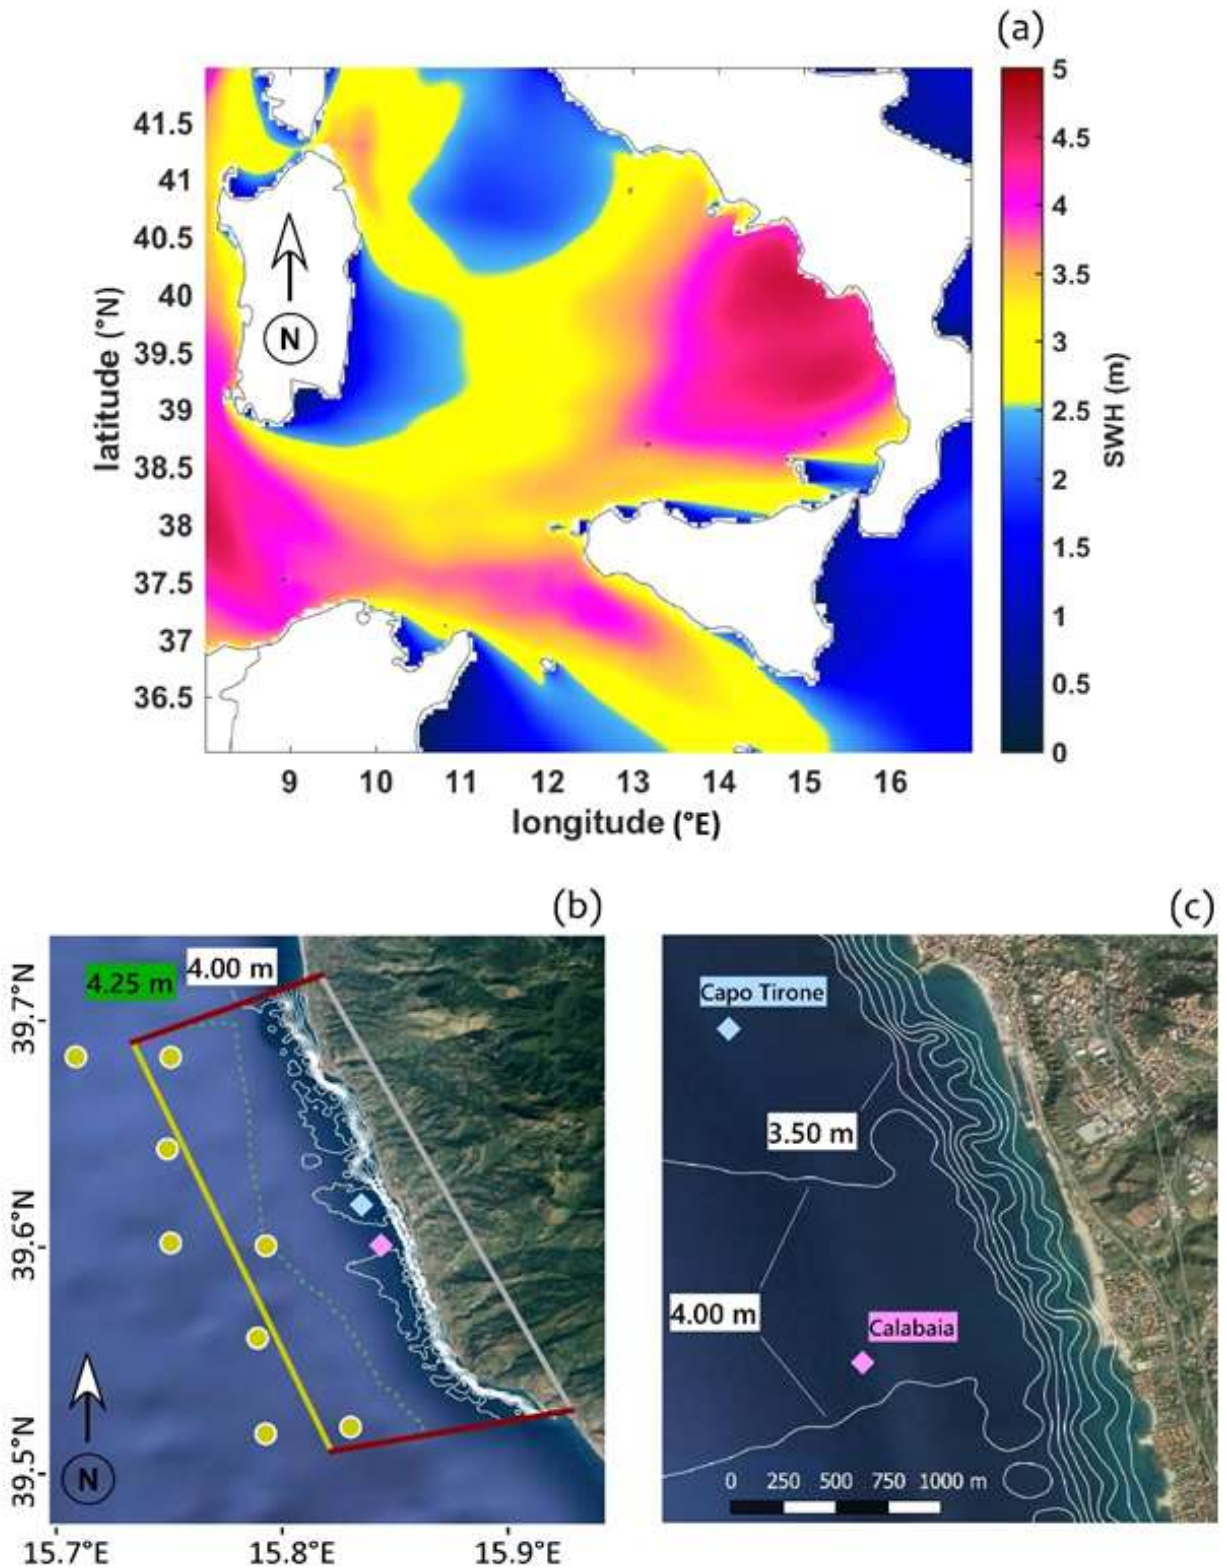 (a)
41.5
41
40.5
40
39.5
39
38.5
38
37.5
37
36.5
latitude (°N)
N
9 10 11 12 13 14 15 16
longitude (°E)
5
4.5
4
3.5
3
2.5
2
1.5
1
0.5
0
SWH (m)
(b)
4.25 m
4.00 m
39.7°N
39.6°N
39.5°N
N
15.7°E 15.8°E 15.9°E
(c)
Capo Tirone
3.50 m
4.00 m
Calabaia
0 250 500 750 1000 m